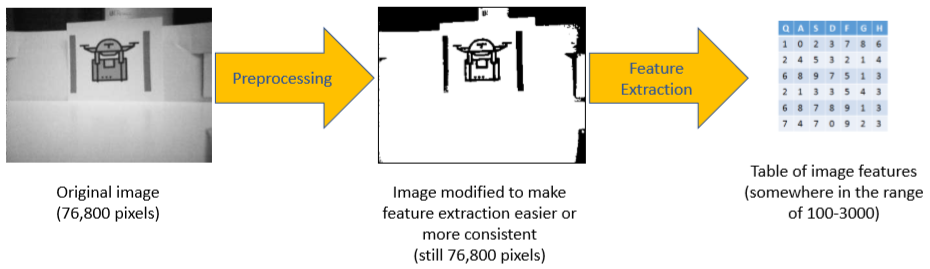 Preprocessing
Feature
Extraction
Q A S D F G H
1 0 2 3 7 8 6
2 4 5 3 2 1 4
6 8 9 7 5 1 3
2 1 3 3 5 4 3
6 8 7 8 9 1 3
7 4 7 0 9 2 3
Original image
(76,800 pixels)
Image modified to make
feature extraction easier or
more consistent
(still 76,800 pixels)
Table of image features
(somewhere in the range
of 100-3000)